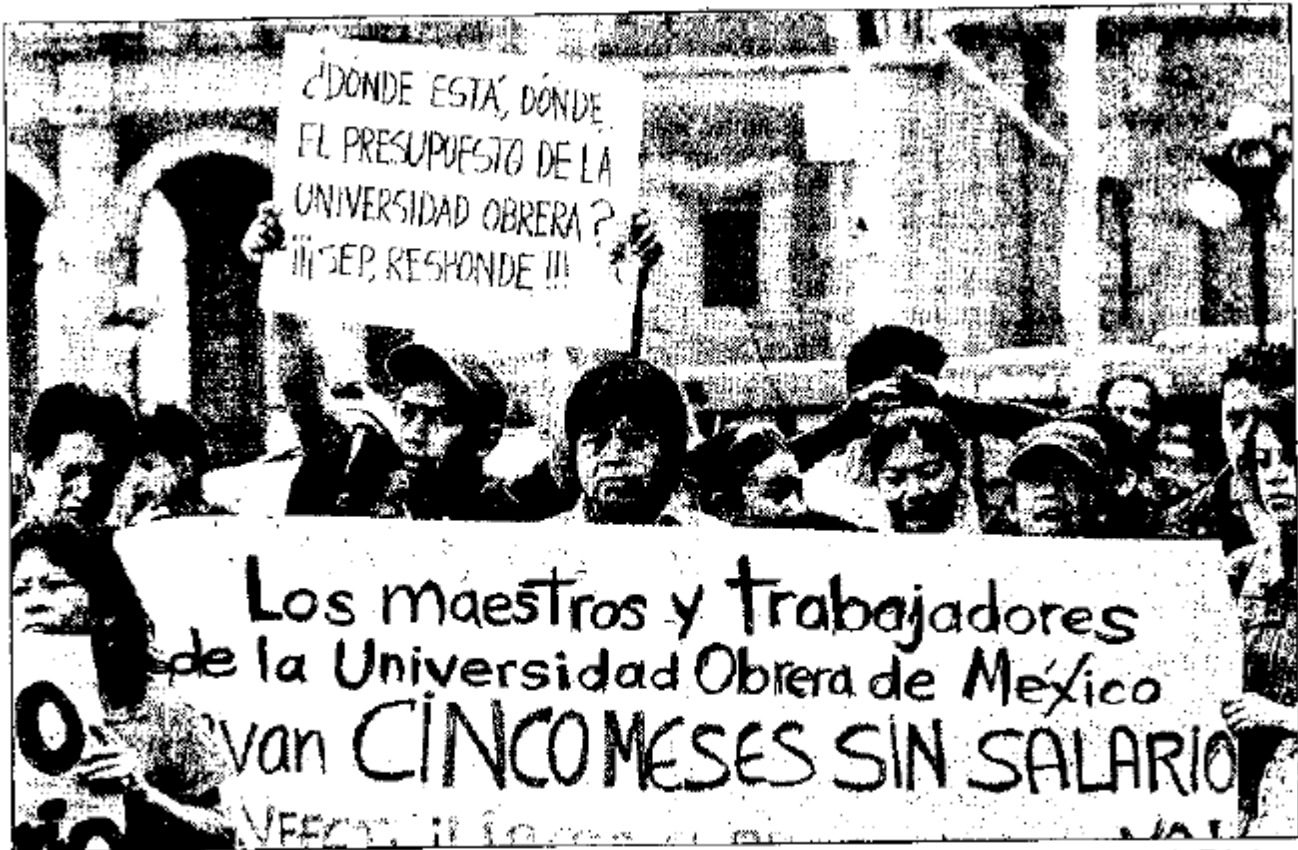 ¿DÓNDE ESTÁ, DÓNDE
EL PRESUPUESTO DE LA
UNIVERSIDAD OBRERA?
¡¡¡SEP, RESPONDE!!!
Los maestros y trabajadores
de la Universidad Obrera de México
van CINCO MESES SIN SALARIO